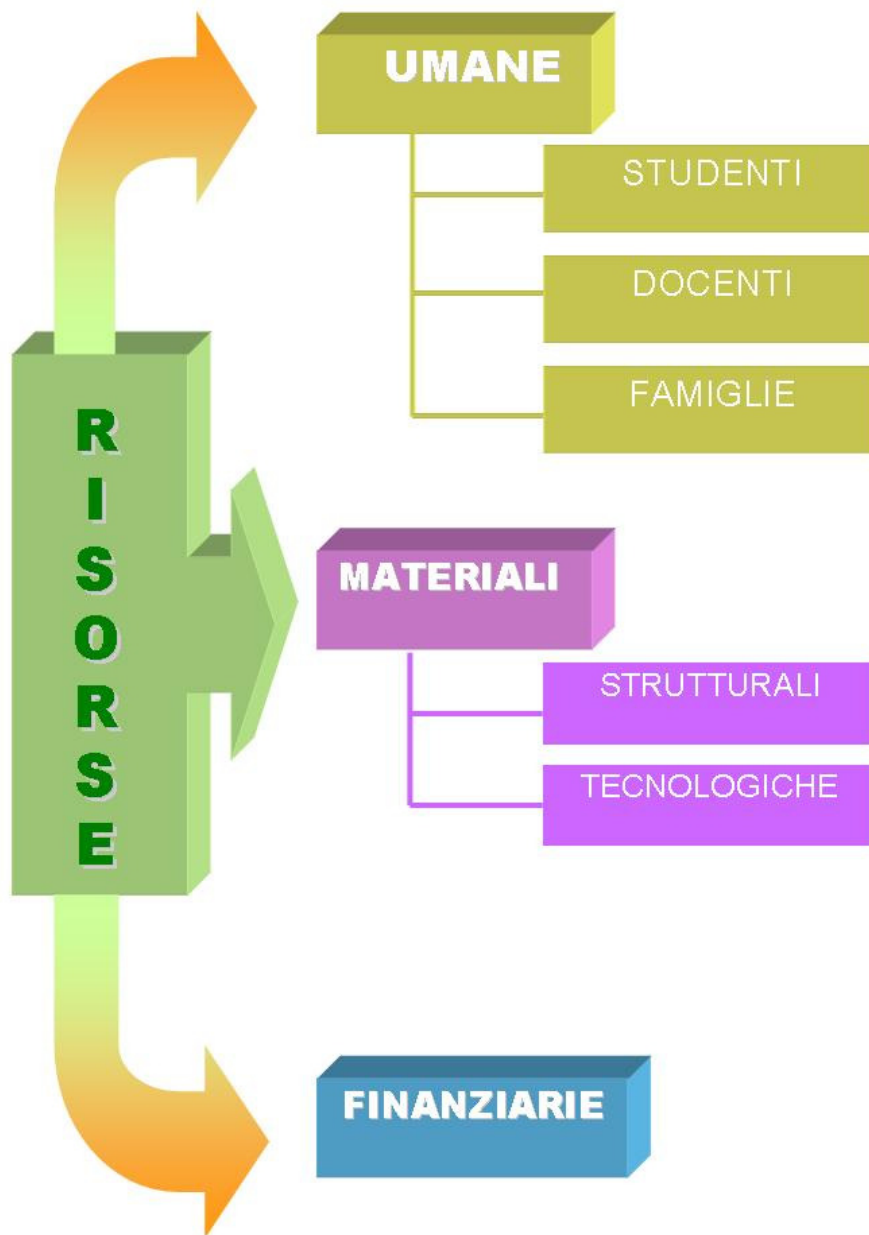 UMANE
STUDENTI
DOCENTI
FAMIGLIE
RISORSE
MATERIALI
STRUTTURALI
TECNOLOGICHE
FINANZIARIE